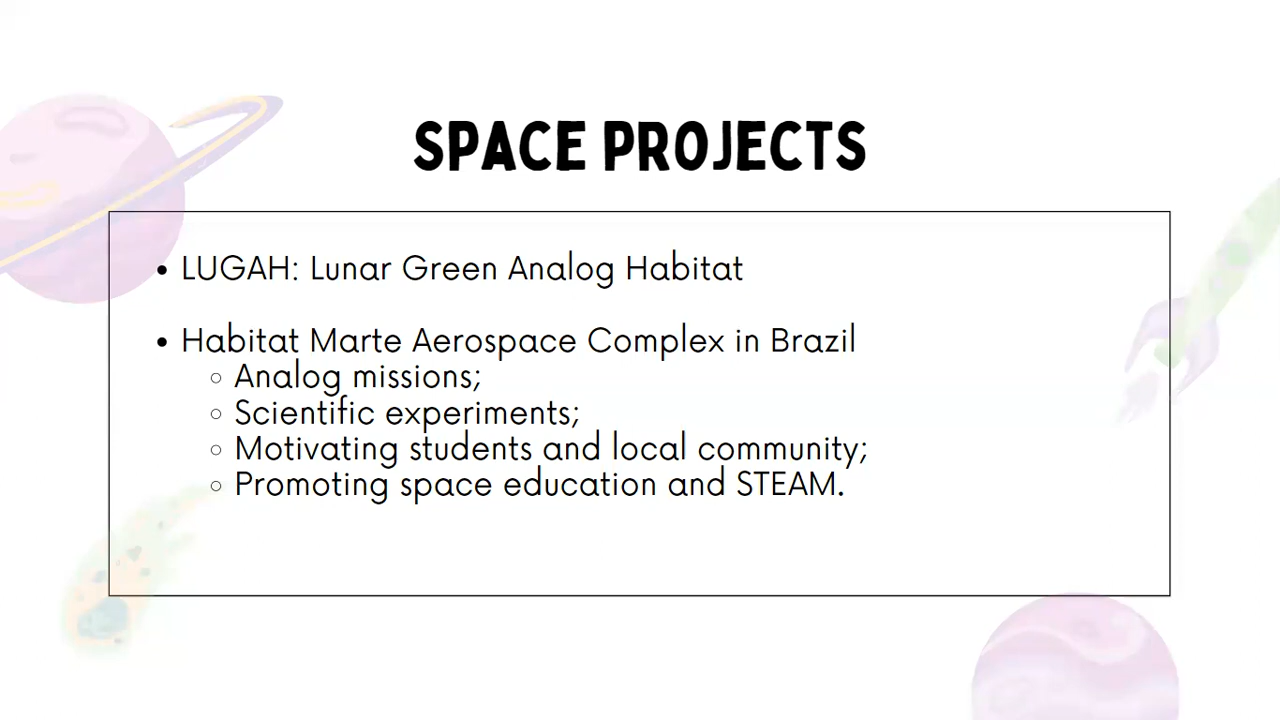 SPACE PROJECTS
• LUGAH: Lunar Green Analog Habitat
• Habitat Marte Aerospace Complex in Brazil
○ Analog missions;
○ Scientific experiments;
○ Motivating students and local community;
○ Promoting space education and STEAM.